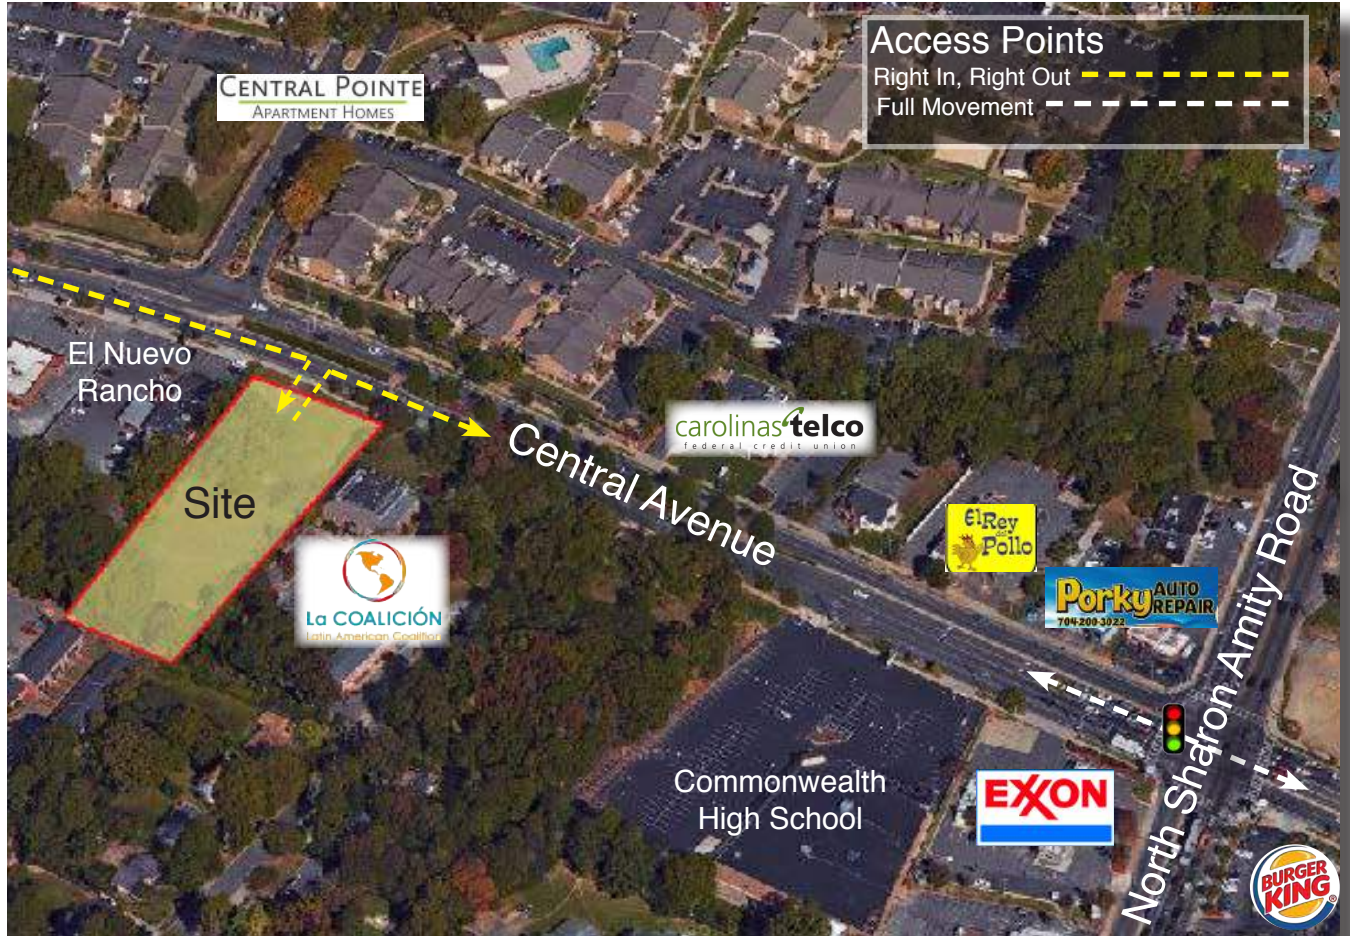 Access Points
Right In, Right Out
Full Movement
CENTRAL POINTE
APARTMENT HOMES
El Nuevo
Rancho
Site
La COALICIÓN
Latin American Coalition
carolinas telco
federal credit union
Central Avenue
El Rey
del
Pollo
Porky AUTO
REPAIR
704-200-3022
North Sharon Amity Road
Commonwealth
High School
EXXON
BURGER
KING